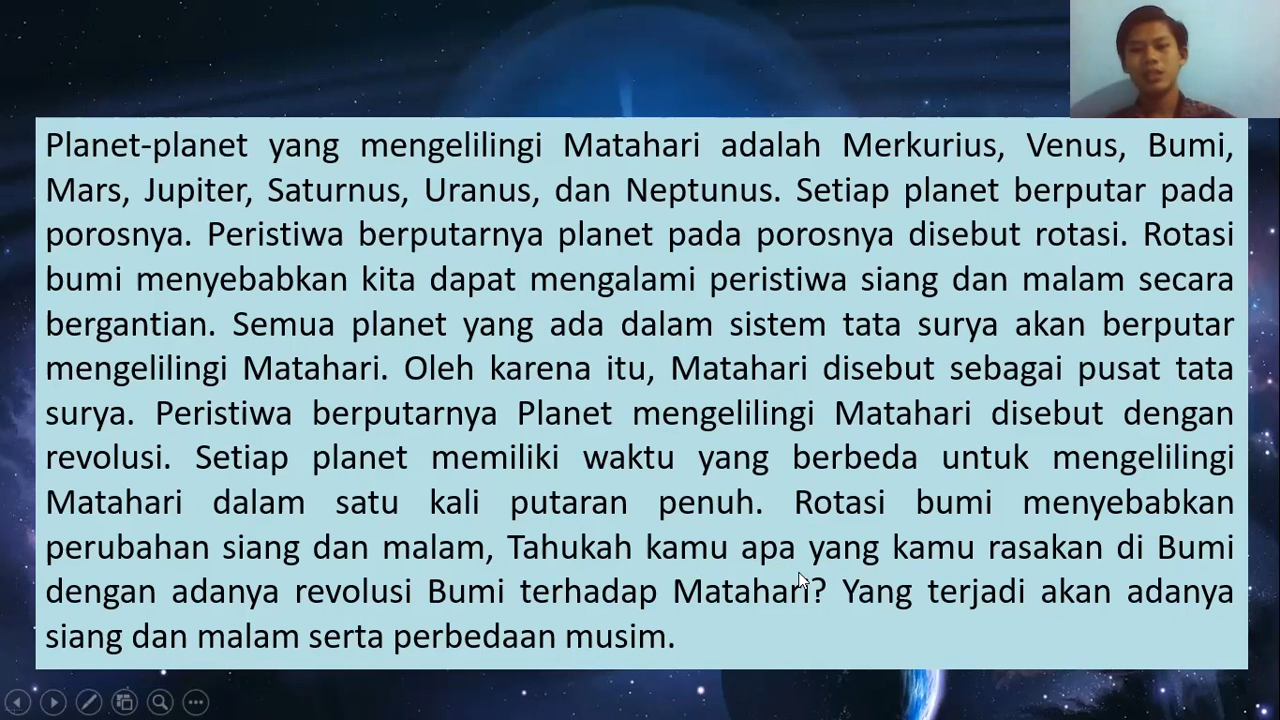 Planet-planet yang mengelilingi Matahari adalah Merkurius, Venus, Bumi,
Mars, Jupiter, Saturnus, Uranus, dan Neptunus. Setiap planet berputar pada
porosnya. Peristiwa berputarnya planet pada porosnya disebut rotasi. Rotasi
bumi menyebabkan kita dapat mengalami peristiwa siang dan malam secara
bergantian. Semua planet yang ada dalam sistem tata surya akan berputar
mengelilingi Matahari. Oleh karena itu, Matahari disebut sebagai pusat tata
surya. Peristiwa berputarnya Planet mengelilingi Matahari disebut dengan
revolusi. Setiap planet memiliki waktu yang berbeda untuk mengelilingi
Matahari dalam satu kali putaran penuh. Rotasi bumi menyebabkan
perubahan siang dan malam, Tahukah kamu apa yang kamu rasakan di Bumi
dengan adanya revolusi Bumi terhadap Matahari? Yang terjadi akan adanya
siang dan malam serta perbedaan musim.